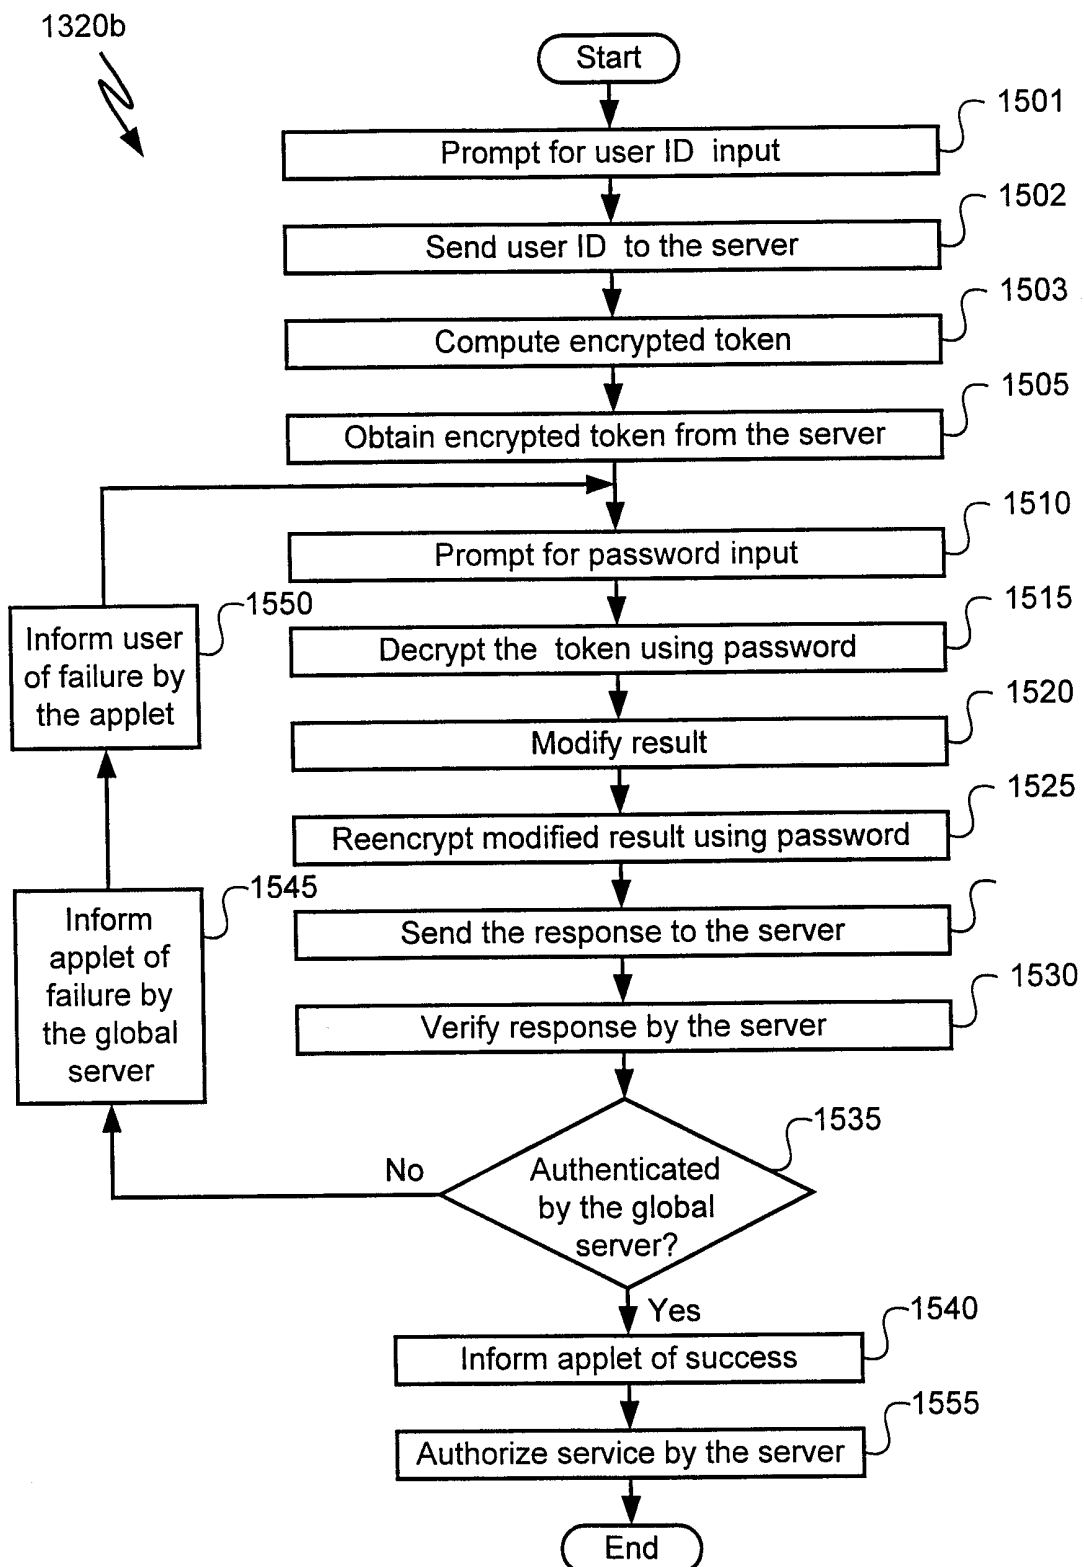 1320b
Start
1501
Prompt for user ID input
1502
Send user ID to the server
1503
Compute encrypted token
1505
Obtain encrypted token from the server
1510
Prompt for password input
1515
Decrypt the token using password
1520
Modify result
1525
Reencrypt modified result using password
Send the response to the server
1530
Verify response by the server
1535
Authenticated
by the global
server?
No
1545
Inform
applet of
failure by
the global
server
1550
Inform user
of failure by
the applet
Yes
1540
Inform applet of success
1555
Authorize service by the server
End